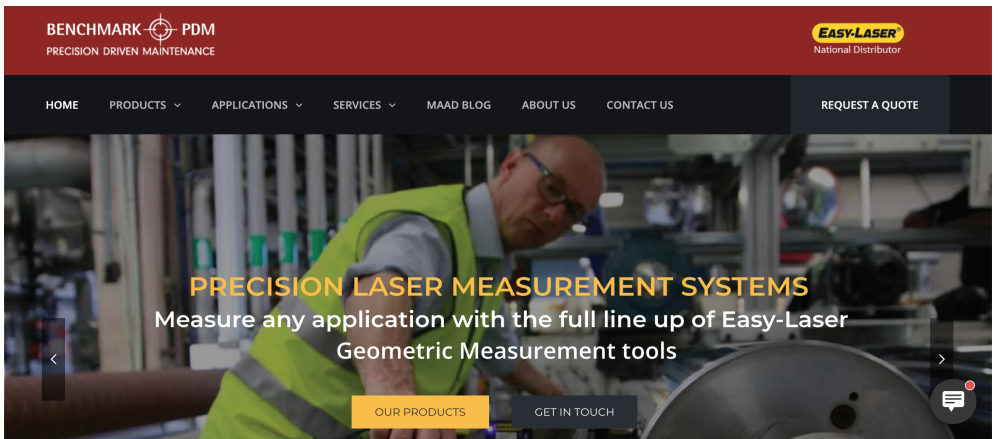 BENCHMARK PDM
PRECISION DRIVEN MAINTENANCE
EASY-LASER®
National Distributor
HOME PRODUCTS APPLICATIONS SERVICES MAAD BLOG ABOUT US CONTACT US REQUEST A QUOTE
PRECISION LASER MEASUREMENT SYSTEMS
Measure any application with the full line up of Easy-Laser
Geometric Measurement tools
OUR PRODUCTS GET IN TOUCH